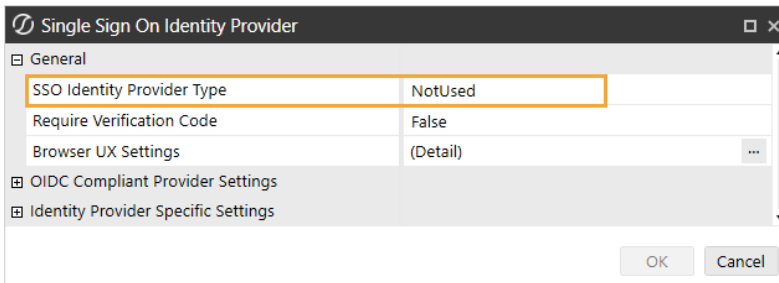 Single Sign On Identity Provider
General
SSO Identity Provider Type NotUsed
Require Verification Code False
Browser UX Settings (Detail) ...
OIDC Compliant Provider Settings
Identity Provider Specific Settings
OK Cancel